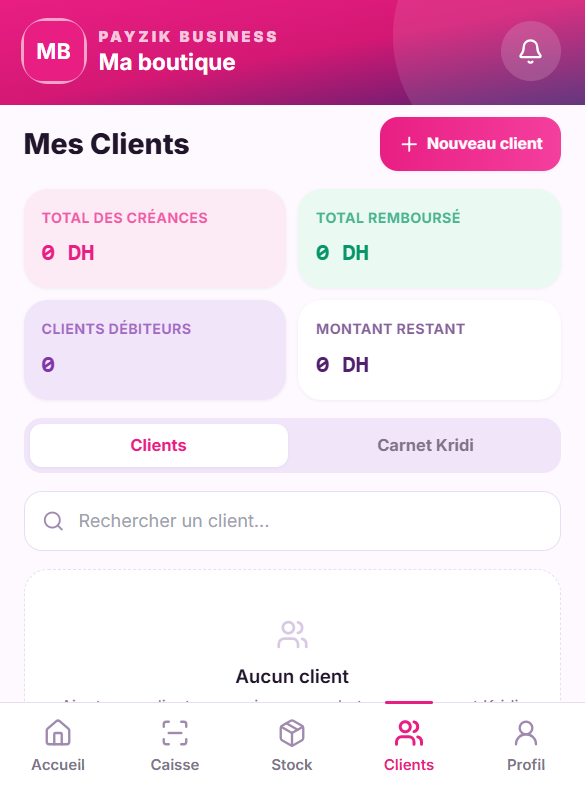 MB
PAYZIK BUSINESS
Ma boutique
Mes Clients
Nouveau client
TOTAL DES CRÉANCES
0 DH
TOTAL REMBOURSÉ
0 DH
CLIENTS DÉBITEURS
0
MONTANT RESTANT
0 DH
Clients
Carnet Kridi
Rechercher un client...
Aucun client
Accueil
Caisse
Stock
Clients
Profil